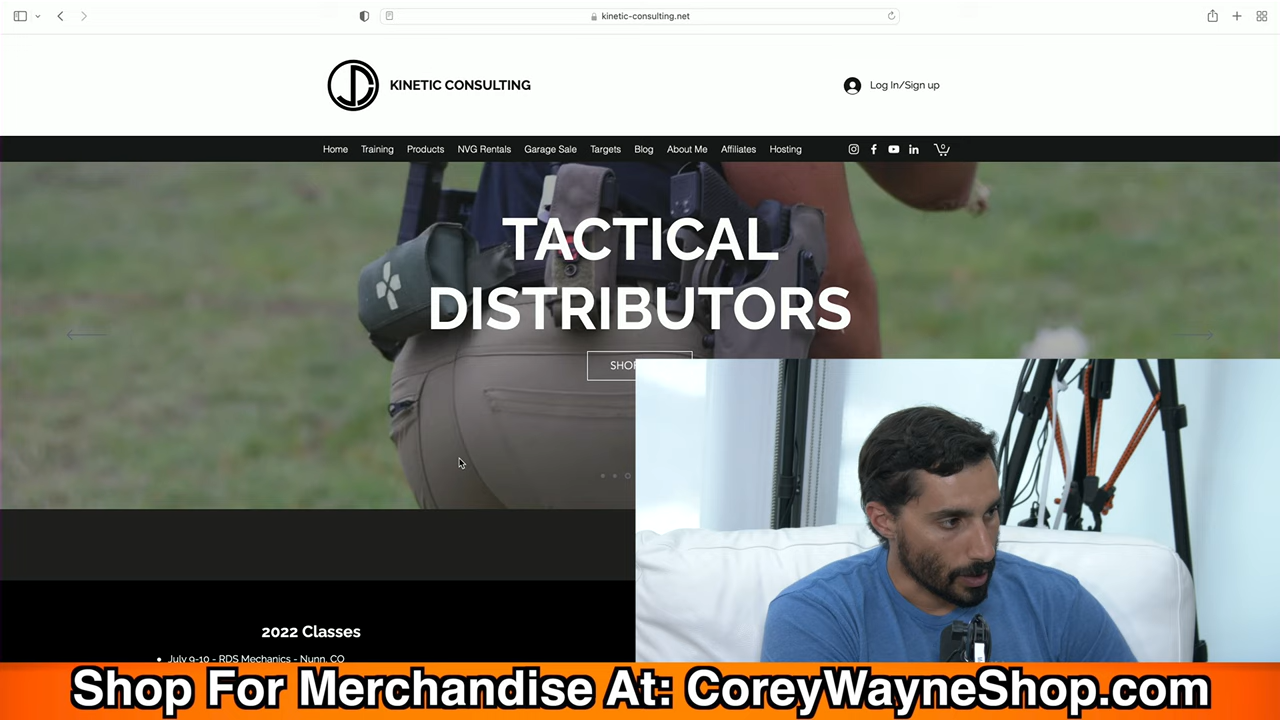 kinetic-consulting.net
KINETIC CONSULTING
Log In/Sign up
Home Training Products NVG Rentals Garage Sale Targets Blog About Me Affiliates Hosting
0
TACTICAL
DISTRIBUTORS
2022 Classes
July 9-10 - RDS Mechanics - Nunn, CO
Shop For Merchandise At: CoreyWayneShop.com